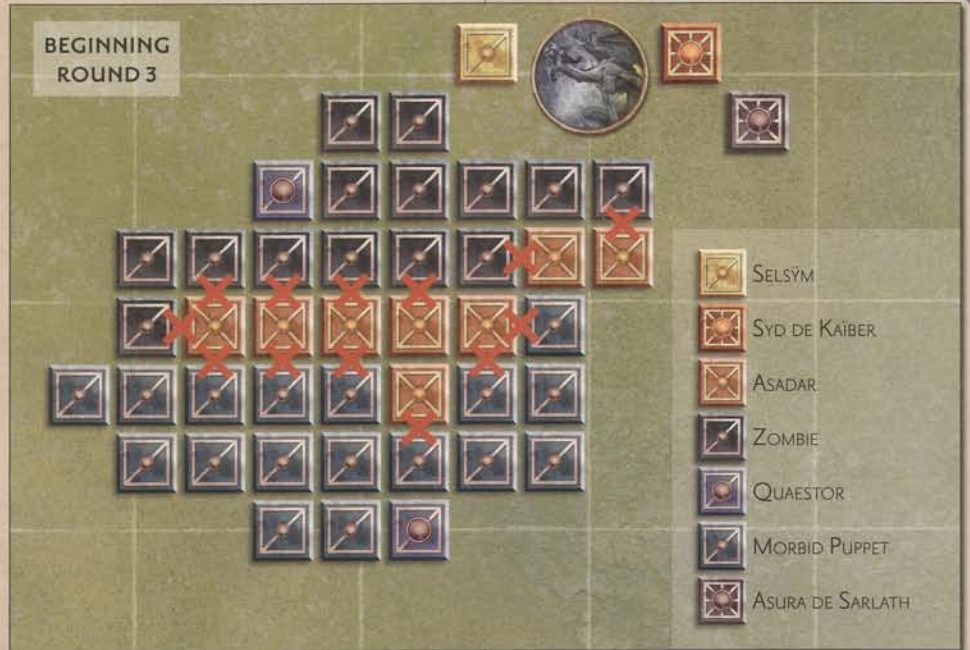 BEGINNING
ROUND 3
SELSŸM
SYD DE KAÏBER
ASADAR
ZOMBIE
QUAESTOR
MORBID PUPPET
ASURA DE SARLATH